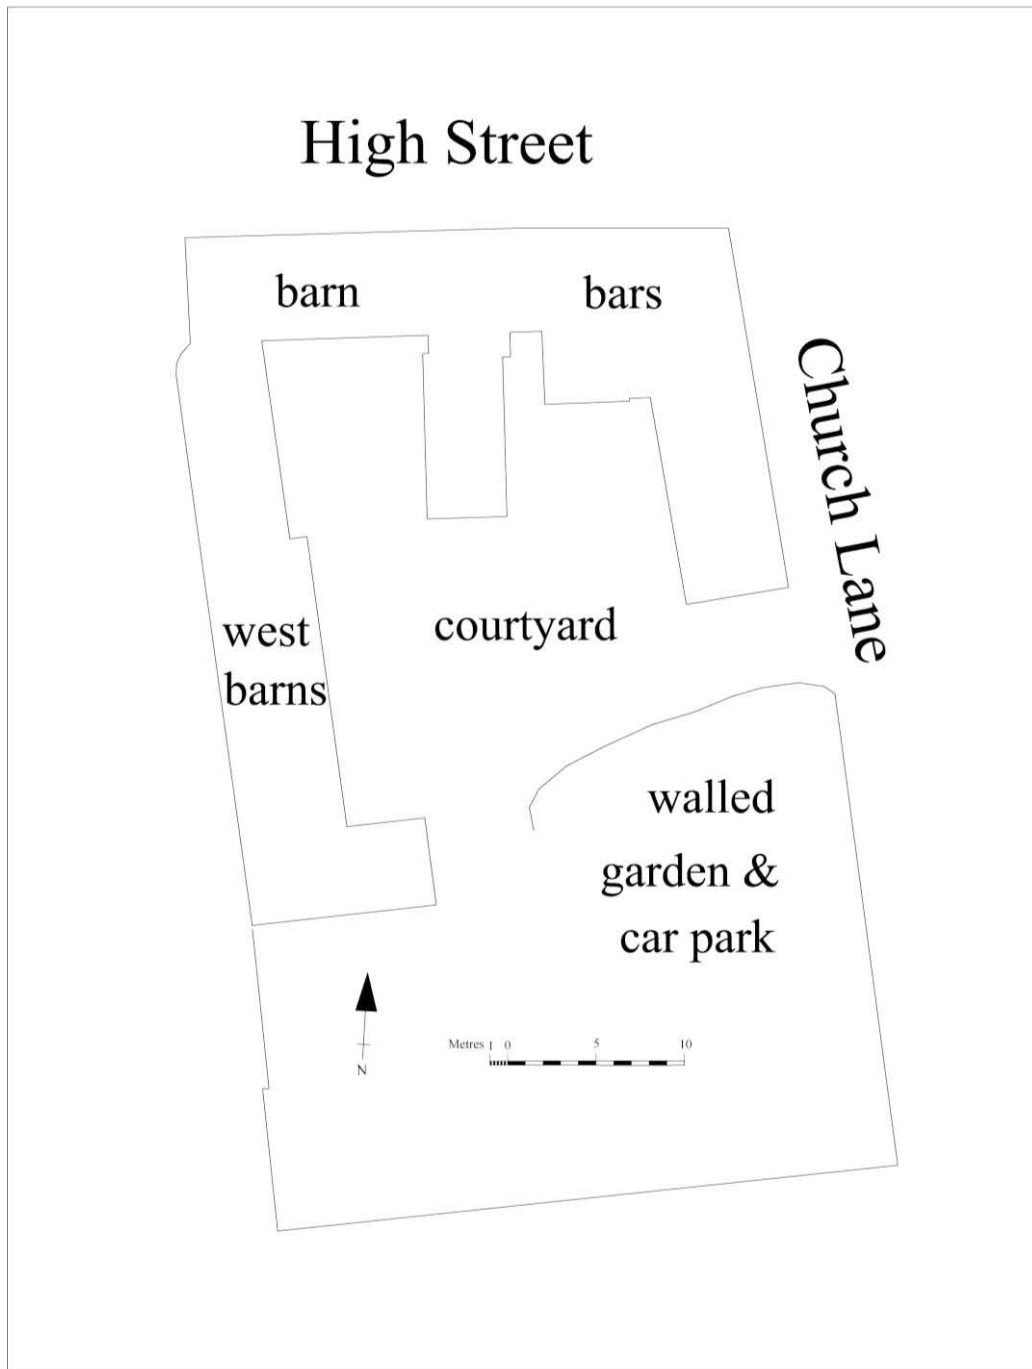 High Street
barn
bars
Church Lane
west
barns
courtyard
walled
garden &
car park
Metres 1 0 5 10
N